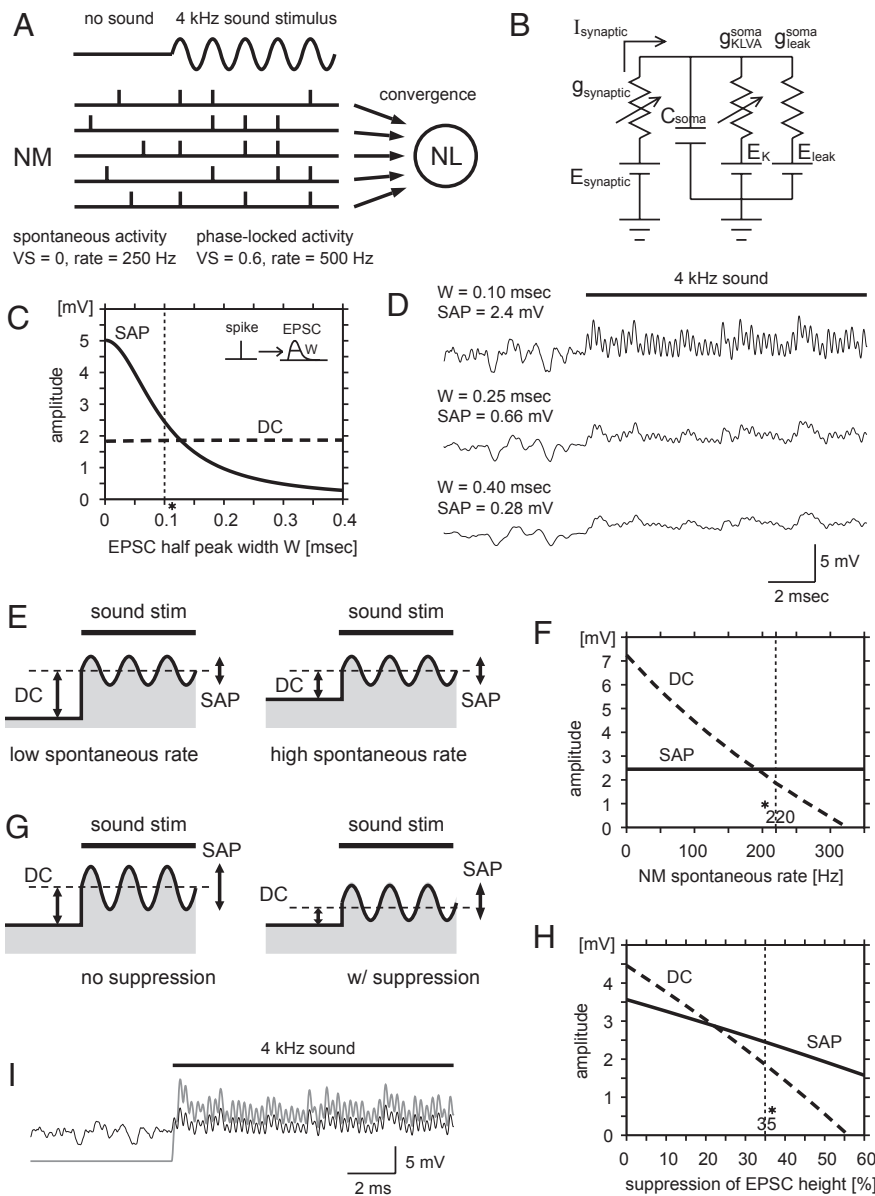 A
no sound
4 kHz sound stimulus
NM
convergence
NL
spontaneous activity
VS = 0, rate = 250 Hz
phase-locked activity
VS = 0.6, rate = 500 Hz
B
Isynaptic
gsynaptic
Esynaptic
Csoma
gKLVA soma
gleak soma
EK
Eleak
C
[mV]
amplitude
6
5
4
3
2
1
0
SAP
DC
spike
EPSC
W
0
0.1
0.2
0.3
0.4
*
EPSC half peak width W [msec]
D
4 kHz sound
W = 0.10 msec
SAP = 2.4 mV
W = 0.25 msec
SAP = 0.66 mV
W = 0.40 msec
SAP = 0.28 mV
5 mV
2 msec
E
sound stim
DC
SAP
low spontaneous rate
sound stim
DC
SAP
high spontaneous rate
F
[mV]
amplitude
7
6
5
4
3
2
1
0
DC
SAP
*
220
0
100
200
300
NM spontaneous rate [Hz]
G
sound stim
DC
SAP
no suppression
sound stim
DC
SAP
w/ suppression
H
[mV]
amplitude
4
3
2
1
0
DC
SAP
*
35
0 10 20 30 40 50 60
suppression of EPSC height [%]
I
4 kHz sound
5 mV
2 ms